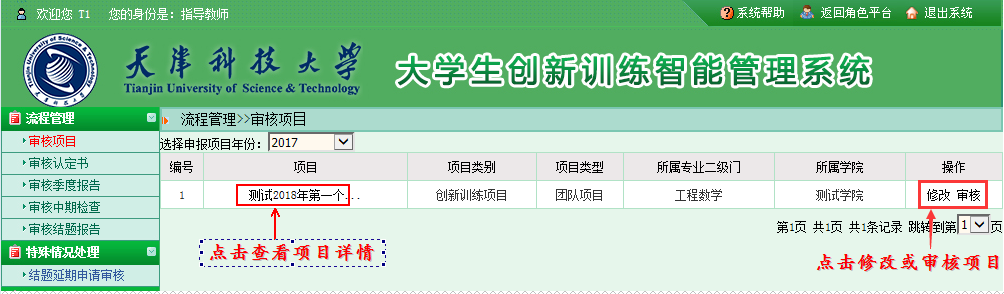 欢迎您 T1 您的身份是：指导教师
系统帮助 返回角色平台 退出系统
天津科技大学
Tianjin University of Science & Technology
大学生创新训练智能管理系统
流程管理
审核项目
审核认定书
审核季度报告
审核中期检查
审核结题报告
特殊情况处理
结题延期申请审核
流程管理>>审核项目
选择申报项目年份： 2017
编号 项目 项目类别 项目类型 所属专业二级门 所属学院 操作
1 测试2018年第一个... 创新训练项目 团队项目 工程数学 测试学院 修改 审核
第1页 共1页 共1条记录 跳转到第 1 页
点击查看项目详情
点击修改或审核项目